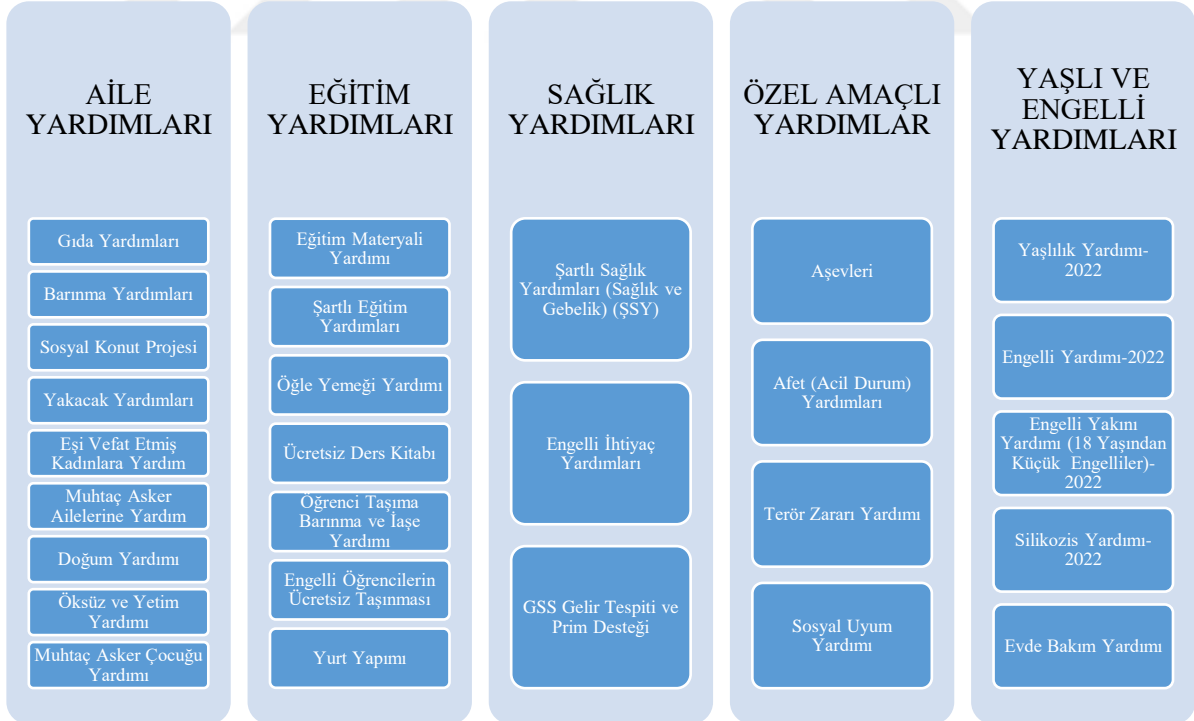 AİLE
YARDIMLARI
Gıda Yardımları
Barınma Yardımları
Sosyal Konut Projesi
Yakacak Yardımları
Eşi Vefat Etmiş
Kadınlara Yardım
Muhtaç Asker
Ailelerine Yardım
Doğum Yardımı
Öksüz ve Yetim
Yardımı
Muhtaç Asker Çocuğu
Yardımı
EĞİTİM
YARDIMLARI
Eğitim Materyali
Yardımı
Şartlı Eğitim
Yardımları
Öğle Yemeği Yardımı
Ücretsiz Ders Kitabı
Öğrenci Taşıma
Barınma ve İaşe
Yardımı
Engelli Öğrencilerin
Ücretsiz Taşınması
Yurt Yapımı
SAĞLIK
YARDIMLARI
Şartlı Sağlık
Yardımları (Sağlık ve
Gebelik) (ŞSY)
Engelli İhtiyaç
Yardımları
GSS Gelir Tespiti ve
Prim Desteği
ÖZEL AMAÇLI
YARDIMLAR
Aşevleri
Afet (Acil Durum)
Yardımları
Terör Zararı Yardımı
Sosyal Uyum
Yardımı
YAŞLI VE
ENGELLİ
YARDIMLARI
Yaşlılık Yardımı-
2022
Engelli Yardımı-2022
Engelli Yakını
Yardımı (18 Yaşından
Küçük Engelliler)-
2022
Silikozis Yardımı-
2022
Evde Bakım Yardımı